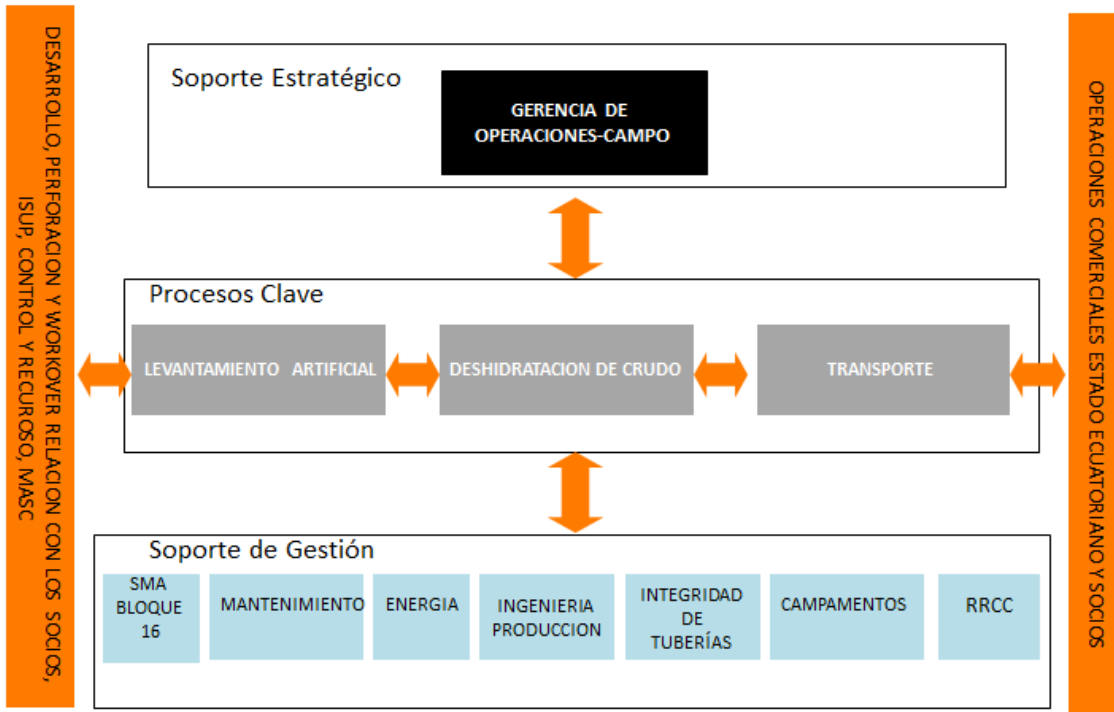 DESARROLLO, PERFORACION Y WORKOVER RELACION CON LOS SOCIOS,
ISUP, CONTROL Y RECUROSO, MASC
Soporte Estratégico
GERENCIA DE
OPERACIONES-CAMPO
Procesos Clave
LEVANTAMIENTO ARTIFICIAL
DESHIDRATACION DE CRUDO
TRANSPORTE
Soporte de Gestión
SMA
BLOQUE
16
MANTENIMIENTO
ENERGIA
INGENIERIA
PRODUCCION
INTEGRIDAD
DE
TUBERÍAS
CAMPAMENTOS
RRCC
OPERACIONES COMERCIALES ESTADO ECUATORIANO Y SOCIOS